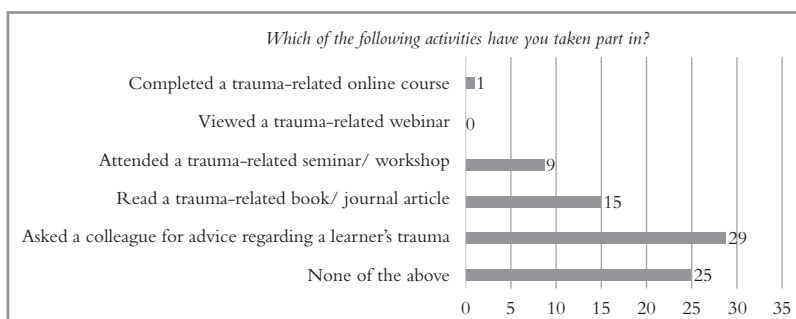 Which of the following activities have you taken part in?
Completed a trauma-related online course 1
Viewed a trauma-related webinar 0
Attended a trauma-related seminar/ workshop 9
Read a trauma-related book/ journal article 15
Asked a colleague for advice regarding a learner’s trauma 29
None of the above 25
0 5 10 15 20 25 30 35